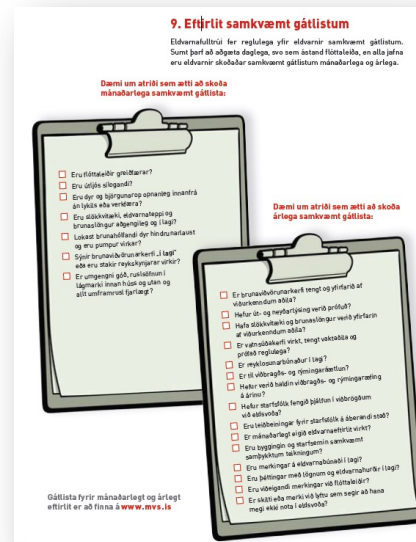 9. Eftirlit samkvæmt gátlistum
Eldvarnafulltrúi fer reglulega yfir eldvarnir samkvæmt gátlistum.
Sumt þarf að aðgæta daglega, svo sem ástand flóttaleiða, en alla jafna
eru eldvarnir skoðaðar samkvæmt gátlistum mánaðarlega og árlega.
Dæmi um atriði sem ætti að skoða
mánaðarlega samkvæmt gátlista:
Eru flóttaleiðir greiðfærar?
Eru útljós sílogandi?
Eru dyr og björgunarop opnanleg innanfrá
án lykils eða verkfæra?
Eru slökkvitæki, eldvarnateppi og
brunaslöngur aðgengileg og í lagi?
Lokast brunahólfandi dyr hindrunarlaust
og eru pumpur virkar?
Sýnir brunaviðvörunarkerfi „í lagi"
eða eru stakir reykskynjarar virkir?
Er umgengni góð, ruslsöfnun í
lágmarki innan húss og utan og
allt umframrusl fjarlægt?
Dæmi um atriði sem ætti að skoða
árlega samkvæmt gátlista:
Er brunaviðvörunarkerfi tengt og yfirfarið af
viðurkenndum aðila?
Hefur út- og neyðarlýsing verið prófuð?
Hafa slökkvitæki og brunaslöngur verið yfirfarin
af viðurkenndum aðila?
Er vatnsúðakerfi virkt, tengt vaktaðila og
prófað reglulega?
Er reyklosunarbúnaður í lagi?
Er til viðbragðs- og rýmingaráætlun?
Hefur verið haldin viðbragðs- og rýmingaræfing
á árinu?
Hefur starfsfólk fengið þjálfun í viðbrögðum
við eldsvoða?
Eru leiðbeiningar fyrir starfsfólk á áberandi stað?
Er mánaðarlegt eigið eldvarnaeftirlit virkt?
Eru byggingin og starfsemin samkvæmt
samþykktum teikningum?
Eru merkingar á eldvarnabúnaði í lagi?
Eru þéttingar með lögnum og eldvarnahurðir í lagi?
Eru viðeigandi merkingar við flóttaleiðir?
Er skilti eða merki við lyftu sem segir að hana
megi ekki nota í eldsvoða?
Gátlista fyrir mánaðarlegt og árlegt
eftirlit er að finna á www.mvs.is